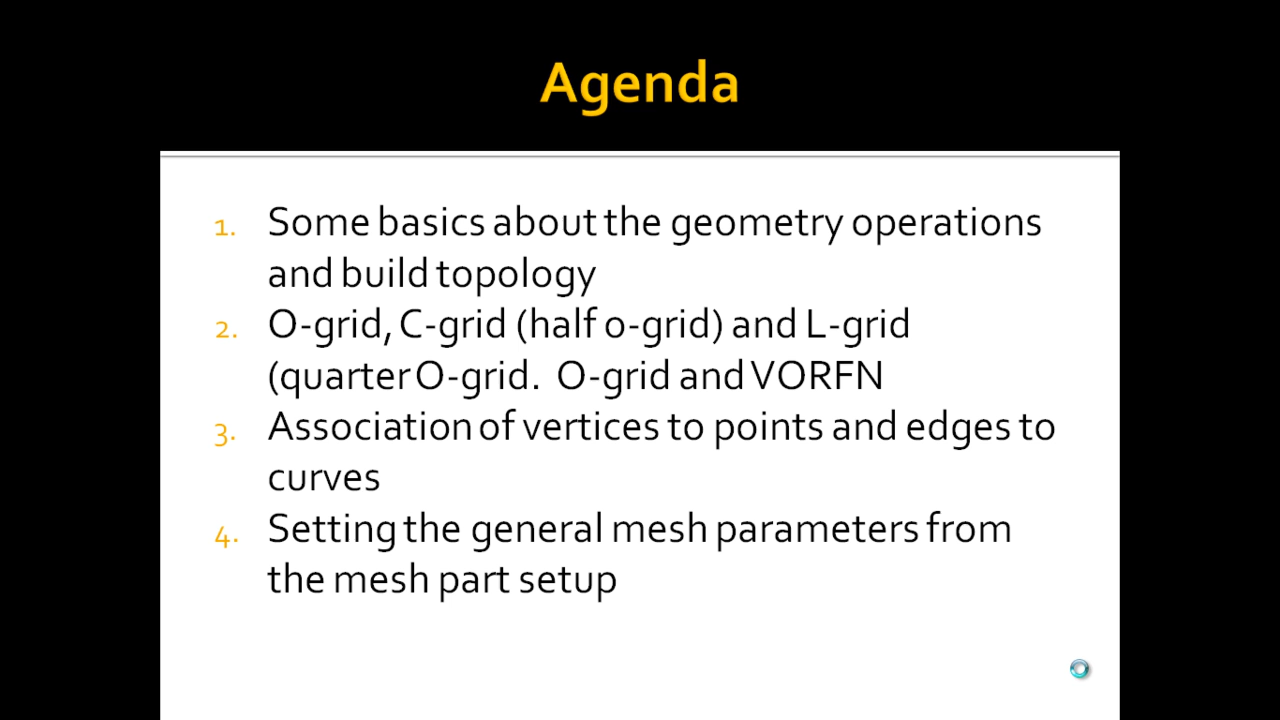 Agenda
1. Some basics about the geometry operations
and build topology
2. O-grid, C-grid (half o-grid) and L-grid
(quarter O-grid. O-grid and VORFN
3. Association of vertices to points and edges to
curves
4. Setting the general mesh parameters from
the mesh part setup